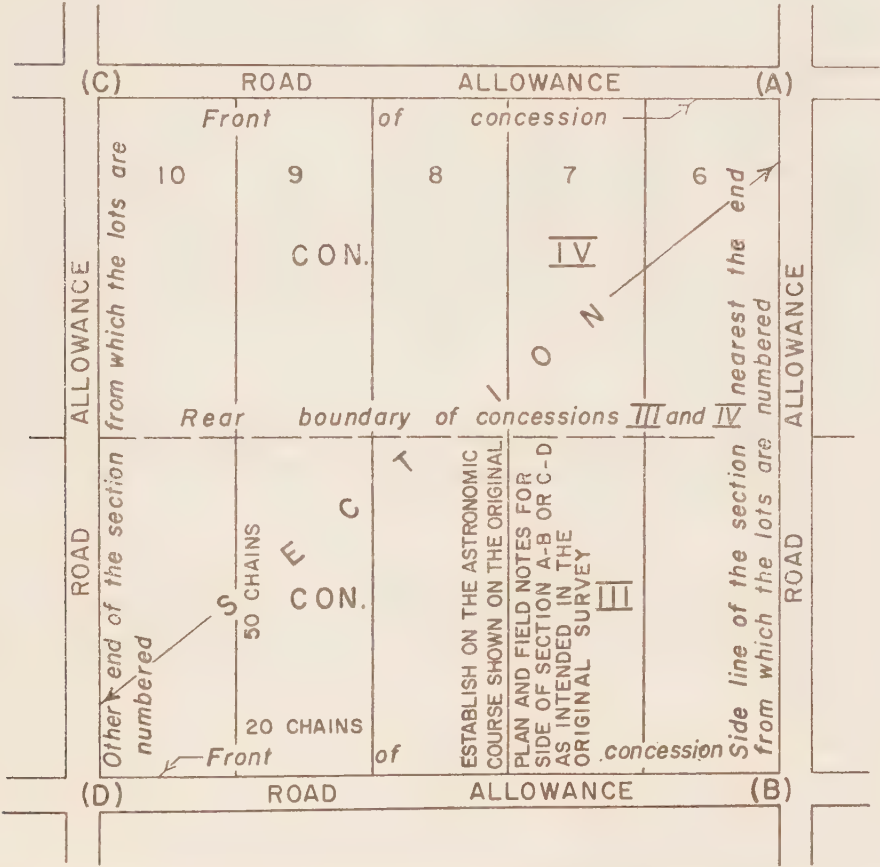 (C) ROAD ALLOWANCE (A)
Front of concession
10 9 8 7 6
CON. IV
Rear boundary of concessions III and IV
SECTION
CON. III
50 CHAINS
20 CHAINS
ESTABLISH ON THE ASTRONOMIC
COURSE SHOWN ON THE ORIGINAL
PLAN AND FIELD NOTES FOR
SIDE OF SECTION A-B OR C-D
AS INTENDED IN THE
ORIGINAL SURVEY
Front of concession
(D) ROAD ALLOWANCE (B)
ROAD ALLOWANCE
Other end of the section from which the lots are
numbered
Side line of the section nearest the end
from which the lots are numbered
ROAD ALLOWANCE